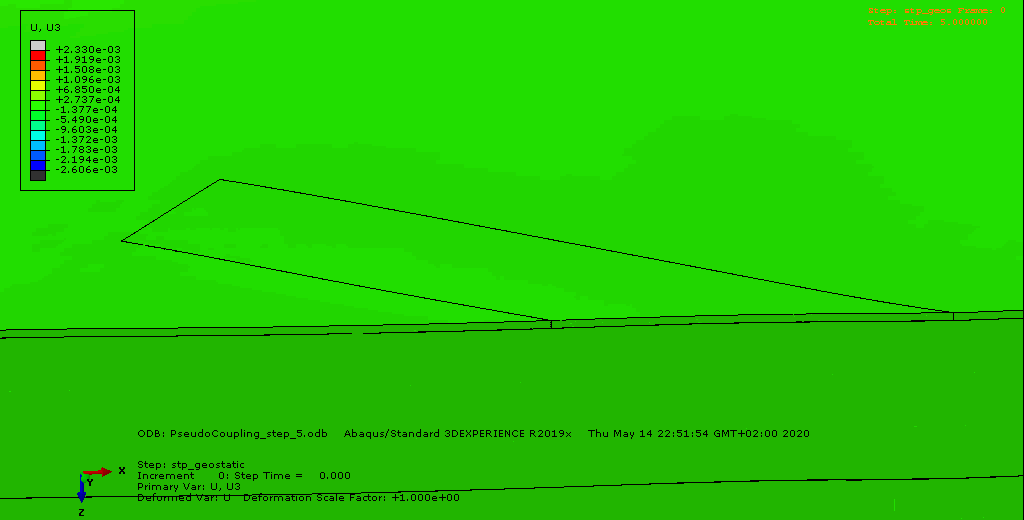 U, U3
+2.330e-03
+1.919e-03
+1.508e-03
+1.096e-03
+6.850e-04
+2.737e-04
-1.377e-04
-5.490e-04
-9.603e-04
-1.372e-03
-1.783e-03
-2.194e-03
-2.606e-03
Step:
Total Time:
ODB: PseudoCoupling_step_5.odb Abaqus/Standard 3DEXPERIENCE R2019x Thu May 14 22:51:54 GMT+02:00 2020
Step: stp_geostatic
Increment 0: Step Time = 0.000
Primary Var: U, U3
Deformed Var: U Deformation Scale Factor: +1.000e+00
X
Y
Z